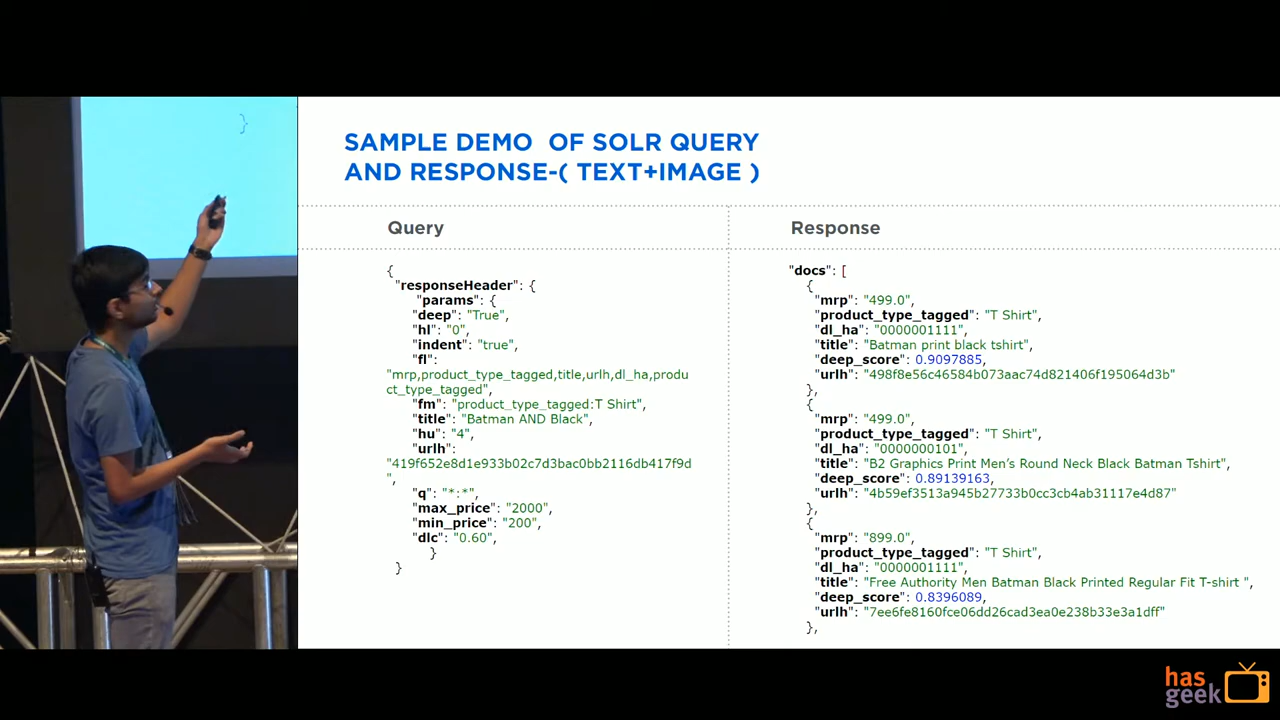 SAMPLE DEMO OF SOLR QUERY
AND RESPONSE-( TEXT+IMAGE )
Query
{
"responseHeader": {
"params": {
"deep": "True",
"hl": "0",
"indent": "true",
"fl":
"mrp,product_type_tagged,title,urlh,dl_ha,produ
ct_type_tagged",
"fm": "product_type_tagged:T Shirt",
"title": "Batman AND Black",
"hu": "4",
"urlh":
"419f652e8d1e933b02c7d3bac0bb2116db417f9d
",
"q": "*:*",
"max_price": "2000",
"min_price": "200",
"dlc": "0.60",
}
}
Response
"docs": [
{
"mrp": "499.0",
"product_type_tagged": "T Shirt",
"dl_ha": "0000001111",
"title": "Batman print black tshirt",
"deep_score": 0.9097885,
"urlh": "498f8e56c46584b073aac74d821406f195064d3b"
},
{
"mrp": "499.0",
"product_type_tagged": "T Shirt",
"dl_ha": "0000000101",
"title": "B2 Graphics Print Men's Round Neck Black Batman Tshirt",
"deep_score": 0.89139163,
"urlh": "4b59ef3513a945b27733b0cc3cb4ab31117e4d87"
},
{
"mrp": "899.0",
"product_type_tagged": "T Shirt",
"dl_ha": "0000001111",
"title": "Free Authority Men Batman Black Printed Regular Fit T-shirt ",
"deep_score": 0.8396089,
"urlh": "7ee6fe8160fce06dd26cad3ea0e238b33e3a1dff"
},
}
has
geek